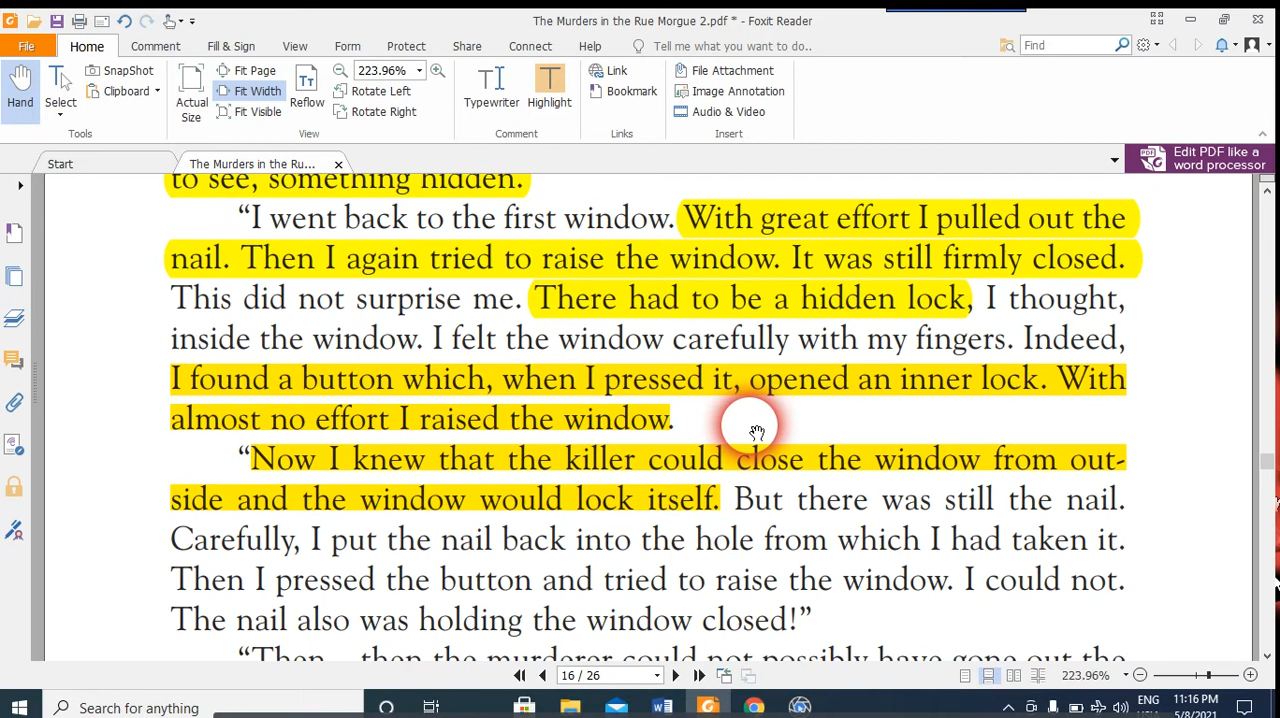 The Murders in the Rue Morgue 2.pdf * - Foxit Reader
File Home Comment Fill & Sign View Form Protect Share Connect Help Tell me what you want to do.. Find
Hand
Select
SnapShot
Clipboard
Tools
Actual Size
Fit Page
Fit Width
Fit Visible
Reflow
223.96%
Rotate Left
Rotate Right
View
Typewriter
Highlight
Comment
Link
Bookmark
Links
File Attachment
Image Annotation
Audio & Video
Insert
Start
The Murders in the Ru...
Edit PDF like a
word processor
to see, something hidden.
“I went back to the first window. With great effort I pulled out the
nail. Then I again tried to raise the window. It was still firmly closed.
This did not surprise me. There had to be a hidden lock, I thought,
inside the window. I felt the window carefully with my fingers. Indeed,
I found a button which, when I pressed it, opened an inner lock. With
almost no effort I raised the window.
“Now I knew that the killer could close the window from out-
side and the window would lock itself. But there was still the nail.
Carefully, I put the nail back into the hole from which I had taken it.
Then I pressed the button and tried to raise the window. I could not.
The nail also was holding the window closed!”
“Then – then the murderer could not possibly have gone out the
16 / 26
223.96%
Search for anything
ENG
11:16 PM
5/8/2021